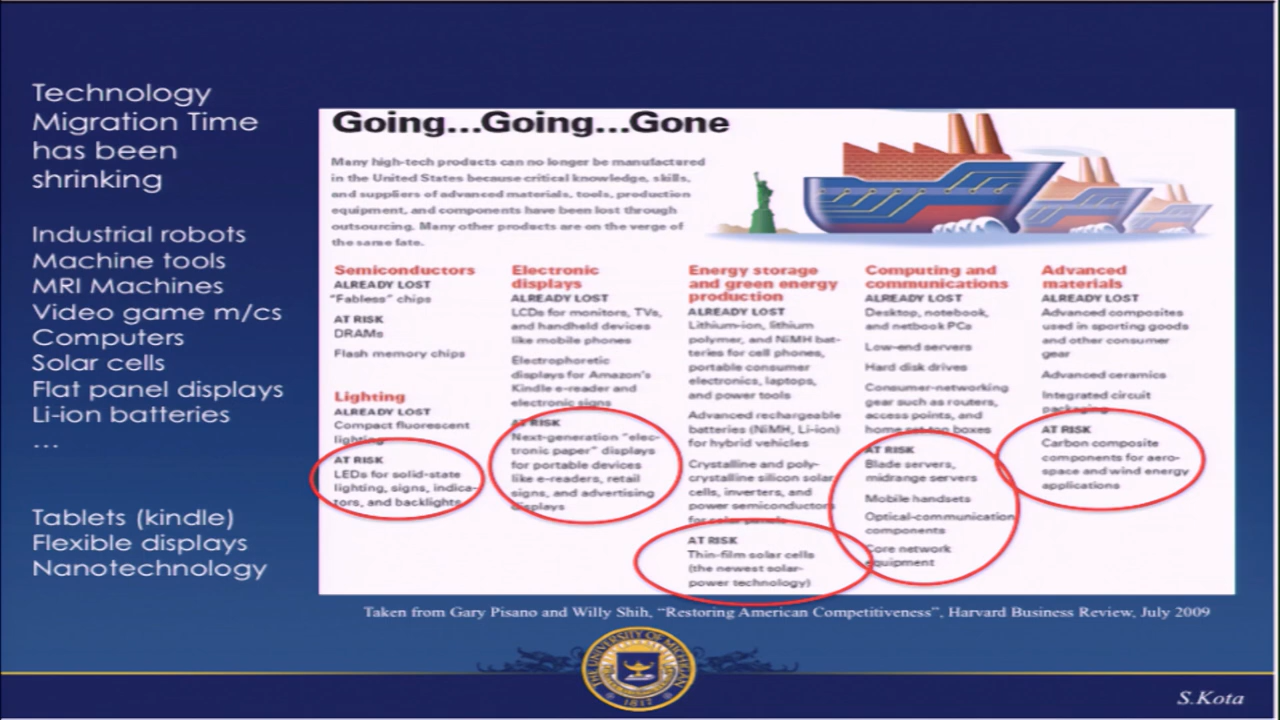 Technology
Migration Time
has been
shrinking
Industrial robots
Machine tools
MRI Machines
Video game m/cs
Computers
Solar cells
Flat panel displays
Li-ion batteries
...
Tablets (kindle)
Flexible displays
Nanotechnology
Going...Going...Gone
Many high-tech products can no longer be manufactured
in the United States because critical knowledge, skills,
and suppliers of advanced materials, tools, production
equipment, and components have been lost through
outsourcing. Many other products are on the verge of
the same fate.
Semiconductors
ALREADY LOST
"Fabless" chips
AT RISK
DRAMs
Flash memory chips
Lighting
ALREADY LOST
Compact fluorescent
lighting
AT RISK
LEDs for solid-state
lighting, signs, indica-
tors, and backlights
Electronic
displays
ALREADY LOST
LCDs for monitors, TVs,
and handheld devices
like mobile phones
Electrophoretic
displays for Amazon's
Kindle e-reader and
electronic signs
AT RISK
Next-generation "elec-
tronic paper" displays
for portable devices
like e-readers, retail
signs, and advertising
displays
Energy storage
and green energy
production
ALREADY LOST
Lithium-ion, lithium
polymer, and NiMH bat-
teries for cell phones,
portable consumer
electronics, laptops,
and power tools
Advanced rechargeable
batteries (NiMH, Li-ion)
for hybrid vehicles
Crystalline and poly-
crystalline silicon solar
cells, inverters, and
power semiconductors
for solar panels
AT RISK
Thin-film solar cells
(the newest solar-
power technology)
Computing and
communications
ALREADY LOST
Desktop, notebook,
and netbook PCs
Low-end servers
Hard disk drives
Consumer-networking
gear such as routers,
access points, and
home set-top boxes
AT RISK
Blade servers,
midrange servers
Mobile handsets
Optical-communication
components
Core network
equipment
Advanced
materials
ALREADY LOST
Advanced composites
used in sporting goods
and other consumer
gear
Advanced ceramics
Integrated circuit
packaging
AT RISK
Carbon composite
components for aero-
space and wind energy
applications
Taken from Gary Pisano and Willy Shih, "Restoring American Competitiveness", Harvard Business Review, July 2009
THE UNIVERSITY OF MICHIGAN
1817
S.Kota